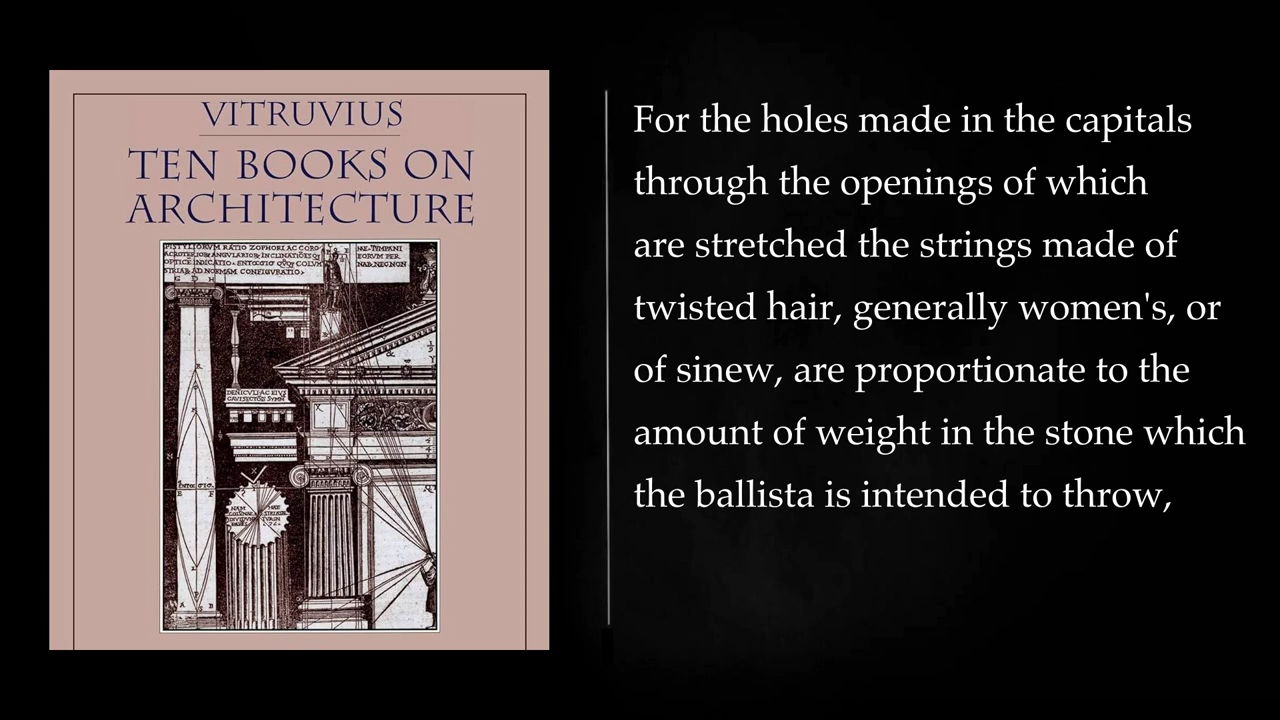 VITRUVIUS
TEN BOOKS ON
ARCHITECTURE
For the holes made in the capitals
through the openings of which
are stretched the strings made of
twisted hair, generally women's, or
of sinew, are proportionate to the
amount of weight in the stone which
the ballista is intended to throw,